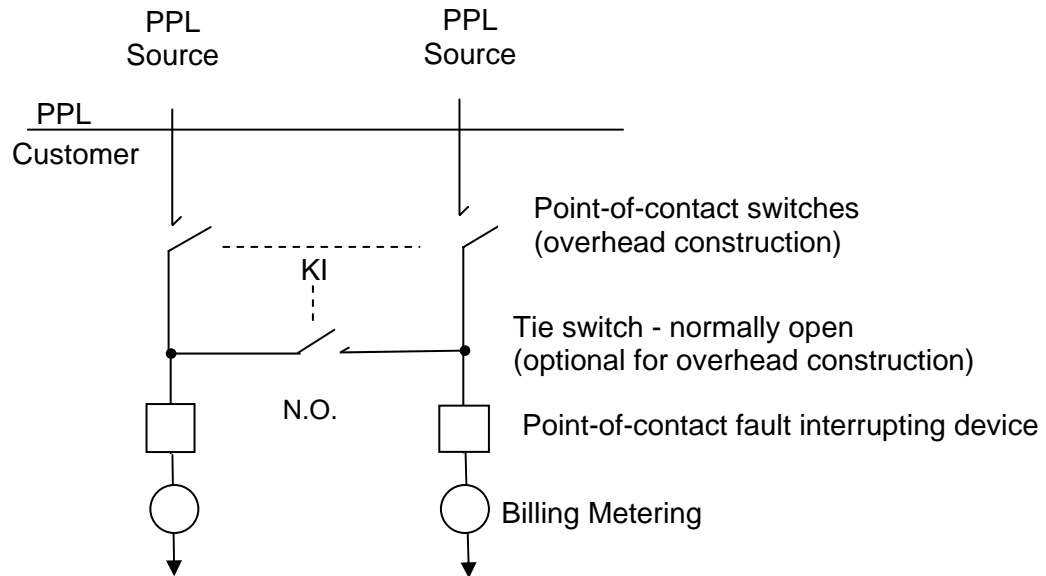 PPL
Source
PPL
Source
PPL
Customer
Point-of-contact switches
(overhead construction)
KI
Tie switch - normally open
(optional for overhead construction)
N.O.
Point-of-contact fault interrupting device
Billing Metering